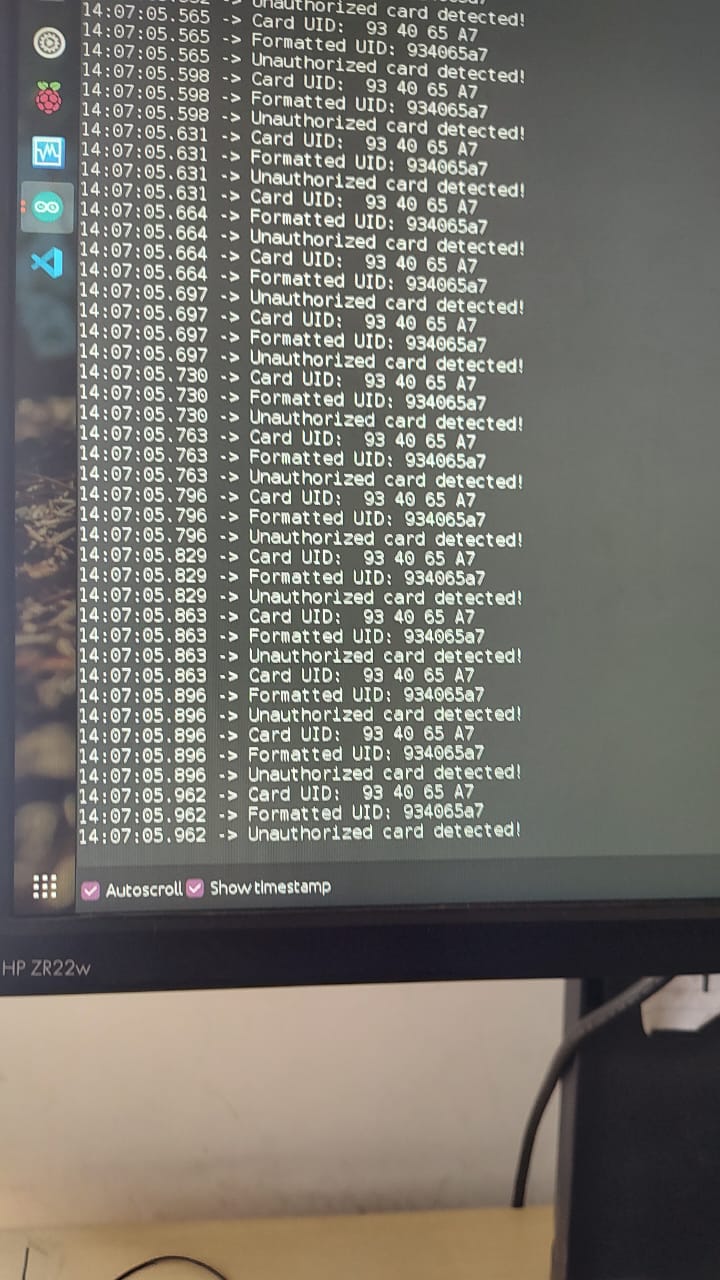 Unauthorized card detected!
14:07:05.565 -> Card UID: 93 40 65 A7
14:07:05.565 -> Formatted UID: 934065a7
14:07:05.565 -> Unauthorized card detected!
14:07:05.598 -> Card UID: 93 40 65 A7
14:07:05.598 -> Formatted UID: 934065a7
14:07:05.598 -> Unauthorized card detected!
14:07:05.631 -> Card UID: 93 40 65 A7
14:07:05.631 -> Formatted UID: 934065a7
14:07:05.631 -> Unauthorized card detected!
14:07:05.631 -> Card UID: 93 40 65 A7
14:07:05.664 -> Formatted UID: 934065a7
14:07:05.664 -> Unauthorized card detected!
14:07:05.664 -> Card UID: 93 40 65 A7
14:07:05.664 -> Formatted UID: 934065a7
14:07:05.697 -> Unauthorized card detected!
14:07:05.697 -> Card UID: 93 40 65 A7
14:07:05.697 -> Formatted UID: 934065a7
14:07:05.697 -> Unauthorized card detected!
14:07:05.730 -> Card UID: 93 40 65 A7
14:07:05.730 -> Formatted UID: 934065a7
14:07:05.730 -> Unauthorized card detected!
14:07:05.763 -> Card UID: 93 40 65 A7
14:07:05.763 -> Formatted UID: 934065a7
14:07:05.763 -> Unauthorized card detected!
14:07:05.796 -> Card UID: 93 40 65 A7
14:07:05.796 -> Formatted UID: 934065a7
14:07:05.796 -> Unauthorized card detected!
14:07:05.829 -> Card UID: 93 40 65 A7
14:07:05.829 -> Formatted UID: 934065a7
14:07:05.829 -> Unauthorized card detected!
14:07:05.863 -> Card UID: 93 40 65 A7
14:07:05.863 -> Formatted UID: 934065a7
14:07:05.863 -> Unauthorized card detected!
14:07:05.863 -> Card UID: 93 40 65 A7
14:07:05.896 -> Formatted UID: 934065a7
14:07:05.896 -> Unauthorized card detected!
14:07:05.896 -> Card UID: 93 40 65 A7
14:07:05.896 -> Formatted UID: 934065a7
14:07:05.896 -> Unauthorized card detected!
14:07:05.962 -> Card UID: 93 40 65 A7
14:07:05.962 -> Formatted UID: 934065a7
14:07:05.962 -> Unauthorized card detected!
Autoscroll Show timestamp
HP ZR22w